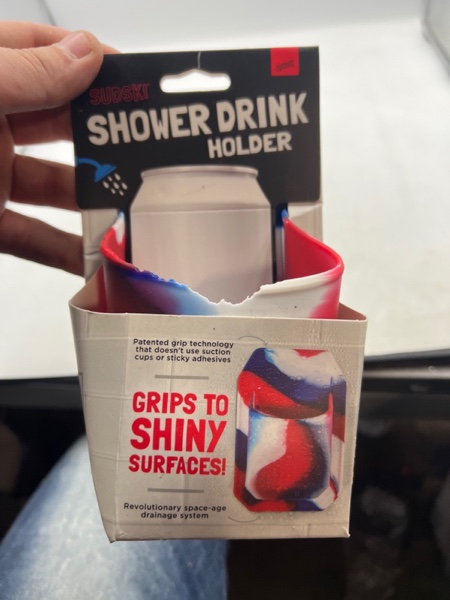 SUDSKI
SHOWER DRINK
HOLDER
Patented grip technology
that doesn't use suction
cups or sticky adhesives
GRIPS TO
SHINY
SURFACES!
Revolutionary space-age
drainage system